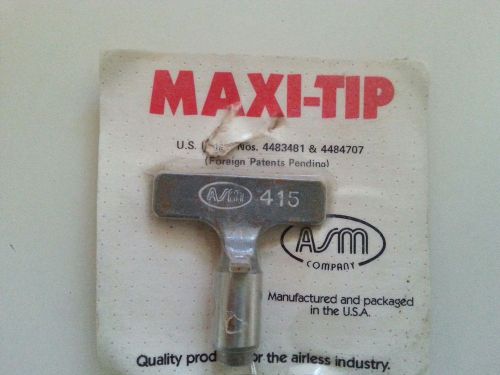 MAXI-TIP
U.S. Nos. 4483481 & 4484707
(Foreign Patents Pending)
ASM 415
ASM
COMPANY
Manufactured and packaged
in the U.S.A.
Quality prod or the airless industry.